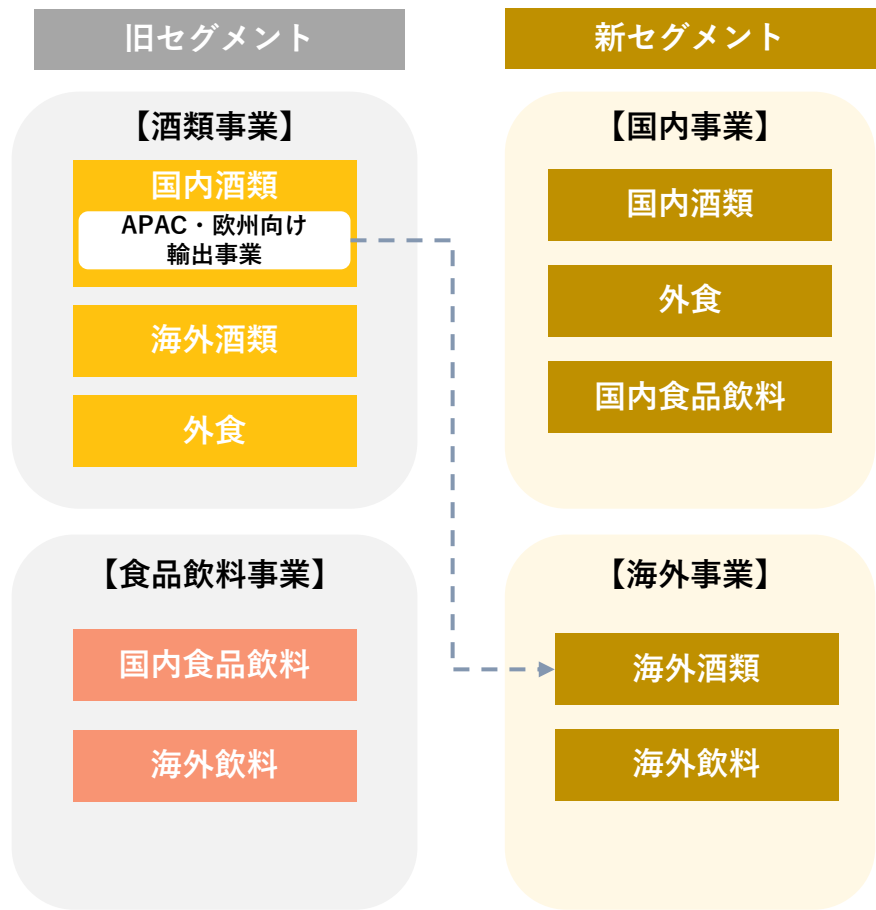 旧セグメント
【酒類事業】
国内酒類
APAC・欧州向け
輸出事業
海外酒類
外食
【食品飲料事業】
国内食品飲料
海外飲料
新セグメント
【国内事業】
国内酒類
外食
国内食品飲料
【海外事業】
海外酒類
海外飲料